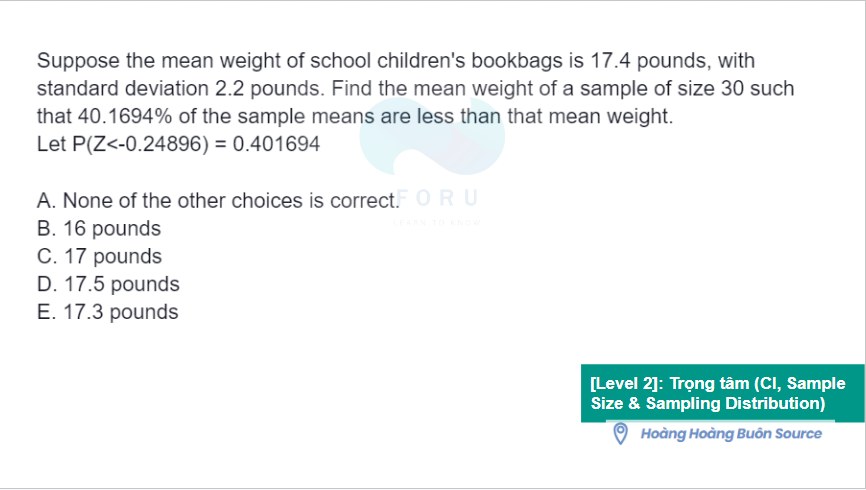 Suppose the mean weight of school children's bookbags is 17.4 pounds, with
standard deviation 2.2 pounds. Find the mean weight of a sample of size 30 such
that 40.1694% of the sample means are less than that mean weight.
Let P(Z<-0.24896) = 0.401694
A. None of the other choices is correct.
FORU
B. 16 pounds
C. 17 pounds
D. 17.5 pounds
E. 17.3 pounds
[Level 2]: Trọng tâm (CI, Sample
Size & Sampling Distribution)
Hoàng Hoàng Buôn Source